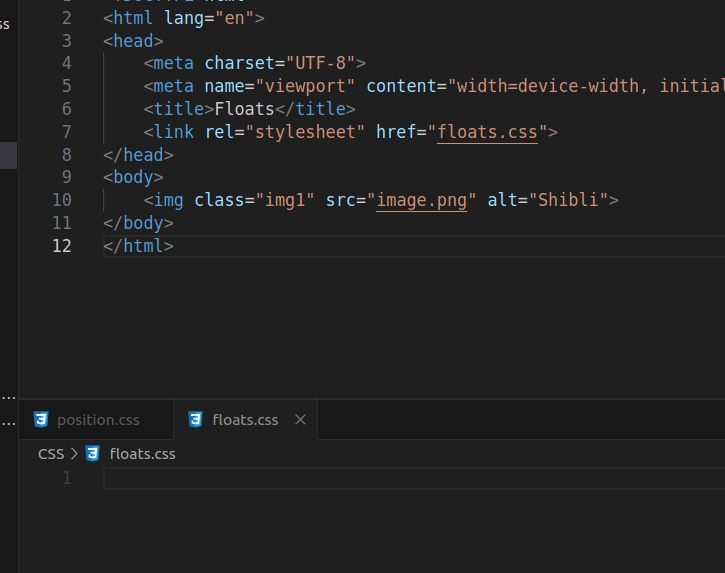 ss
2 <html lang="en">
3 <head>
4 <meta charset="UTF-8">
5 <meta name="viewport" content="width=device-width, initial
6 <title>Floats</title>
7 <link rel="stylesheet" href="floats.css">
8 </head>
9 <body>
10 <img class="img1" src="image.png" alt="Shibli">
11 </body>
12 </html>
...
position.css floats.css ×
...
CSS > floats.css
1